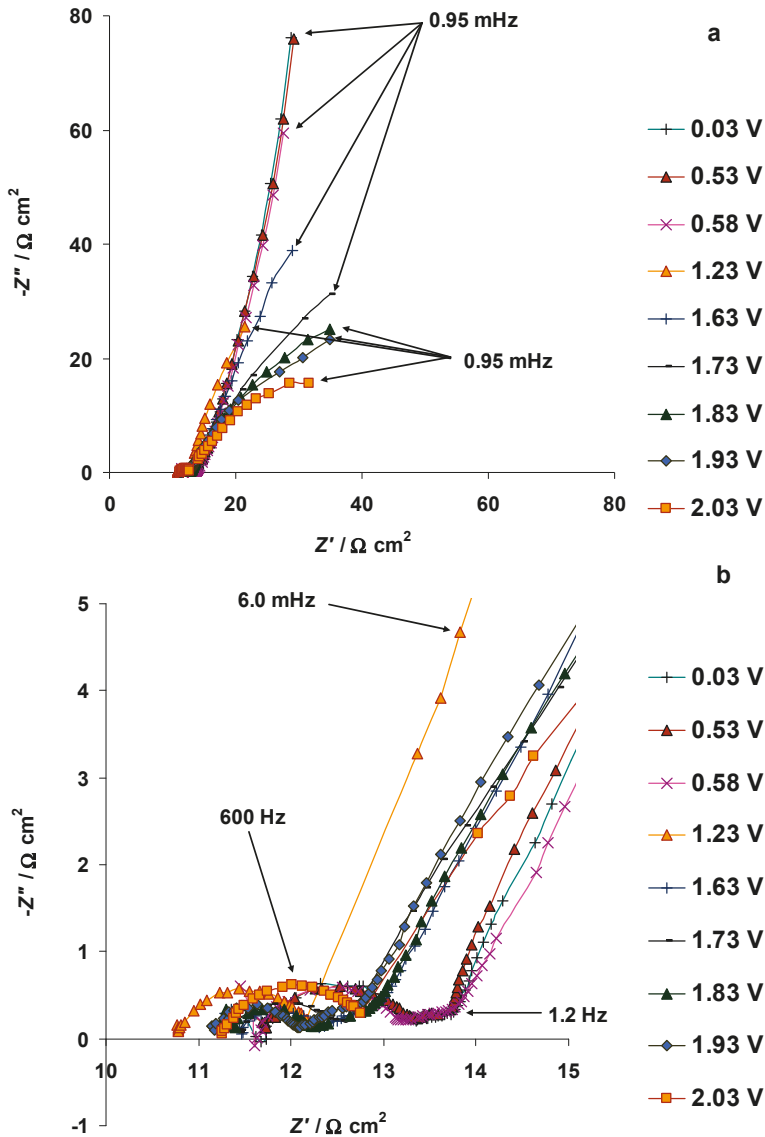 a
80
60
40
20
0
0 20 40 60 80
-Z″ / Ω cm²
Z′ / Ω cm²
0.95 mHz
0.95 mHz
0.03 V
0.53 V
0.58 V
1.23 V
1.63 V
1.73 V
1.83 V
1.93 V
2.03 V
b
5
4
3
2
1
0
-1
10 11 12 13 14 15
-Z″ / Ω cm²
Z′ / Ω cm²
6.0 mHz
600 Hz
1.2 Hz
0.03 V
0.53 V
0.58 V
1.23 V
1.63 V
1.73 V
1.83 V
1.93 V
2.03 V